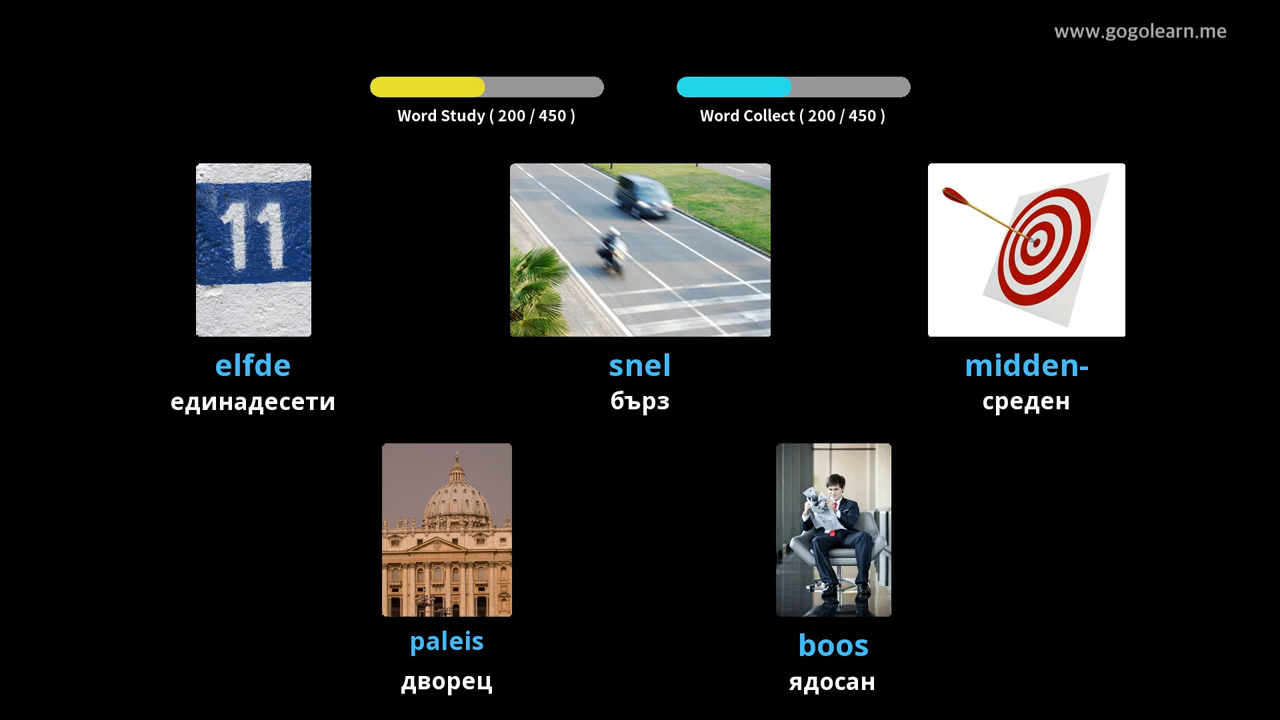 www.gogolearn.me
Word Study ( 200 / 450 )
Word Collect ( 200 / 450 )
11
elfde
единадесети
snel
бърз
midden-
среден
paleis
дворец
boos
ядосан